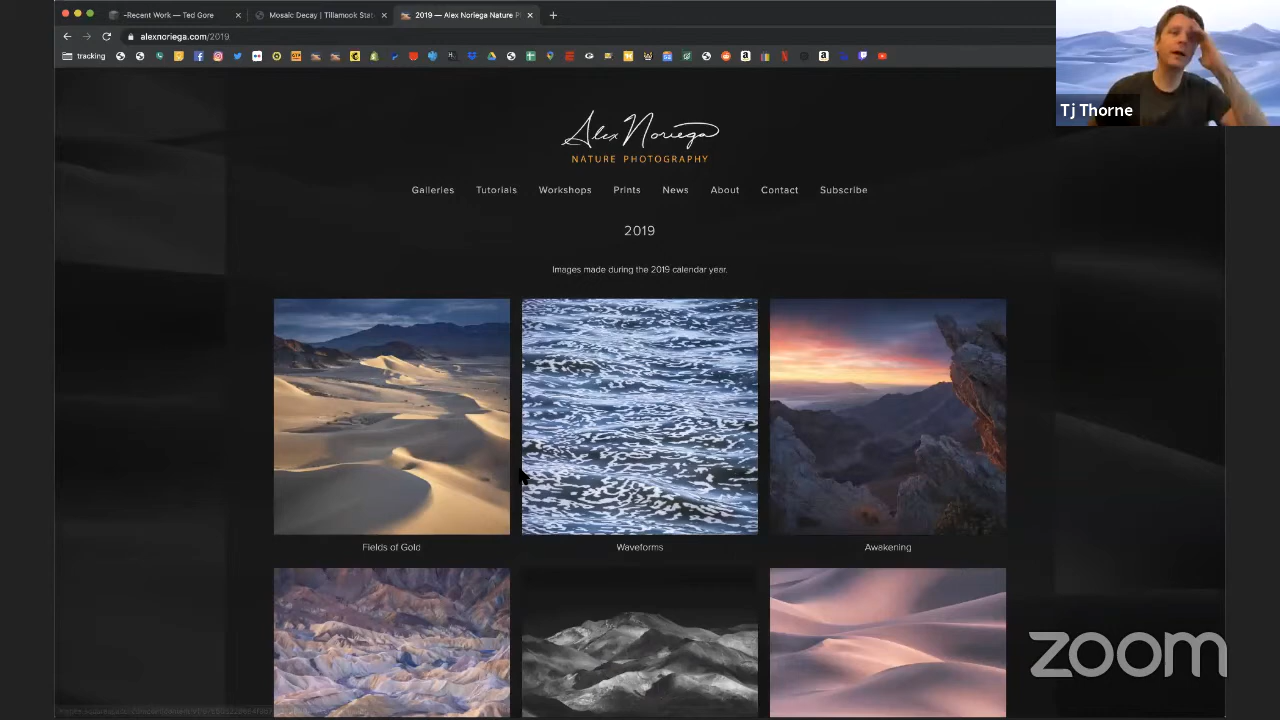 -Recent Work — Ted Gore
Mosaic Decay | Tillamook Stat
2019 — Alex Noriega Nature P
alexnoriega.com/2019
tracking
Tj Thorne
Alex Noriega
NATURE PHOTOGRAPHY
Galleries Tutorials Workshops Prints News About Contact Subscribe
2019
Images made during the 2019 calendar year.
Fields of Gold
Waveforms
Awakening
zoom